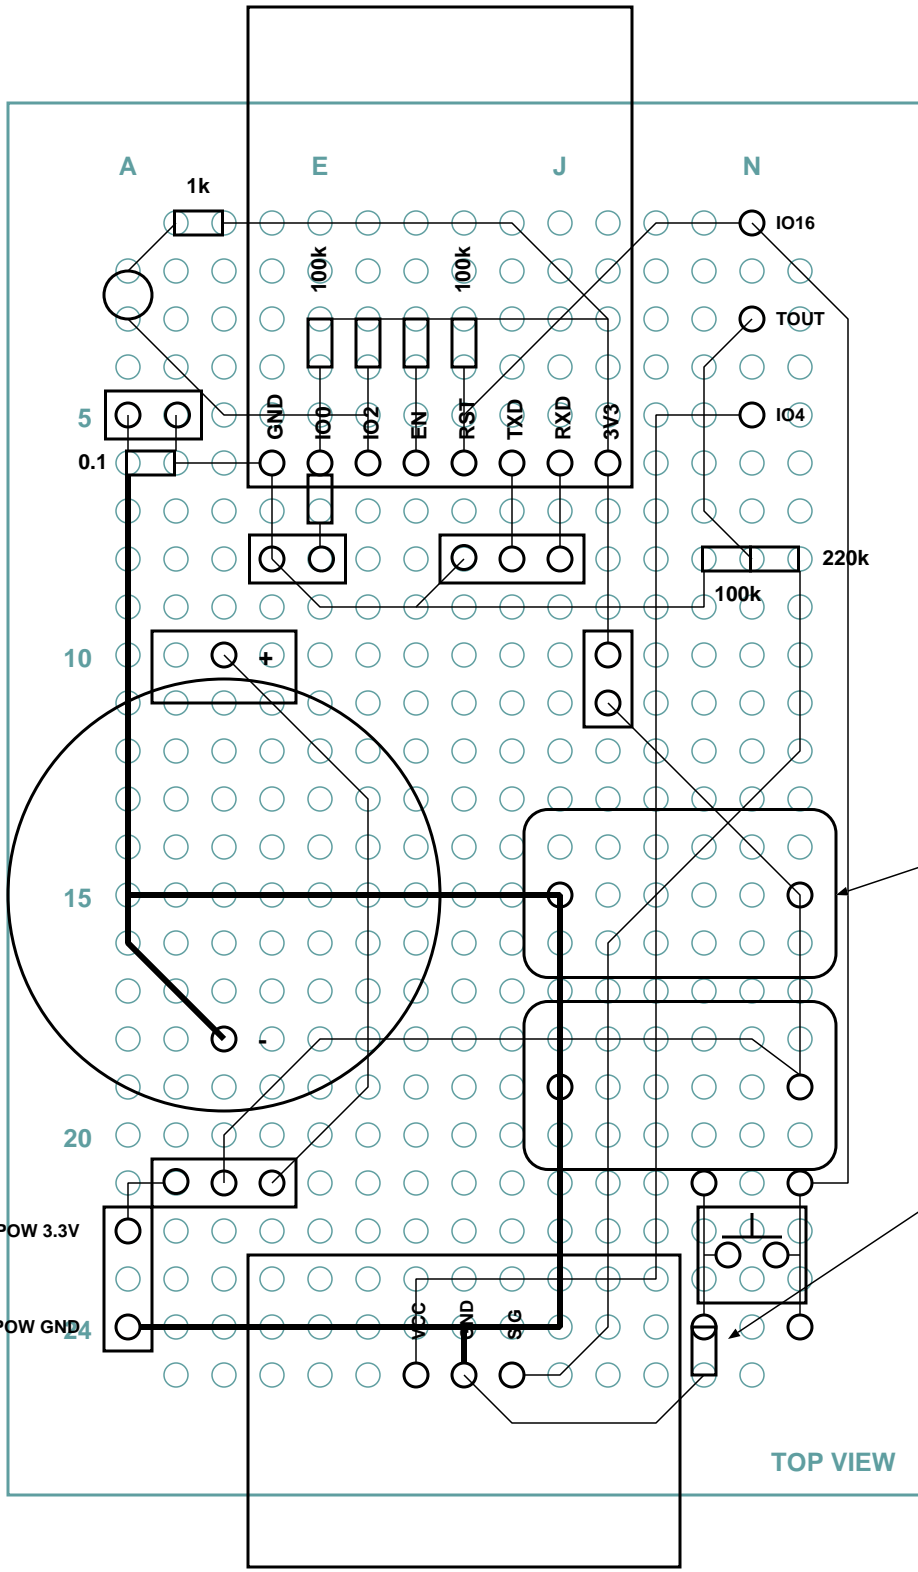 A E J N
1k
IO16
100k 100k
TOUT
5
GND IO0 IO2 EN RST TXD RXD 3V3
IO4
0.1
220k
100k
10
+
15
-
20
POW 3.3V
POW GND
24
VCC GND SIG
TOP VIEW